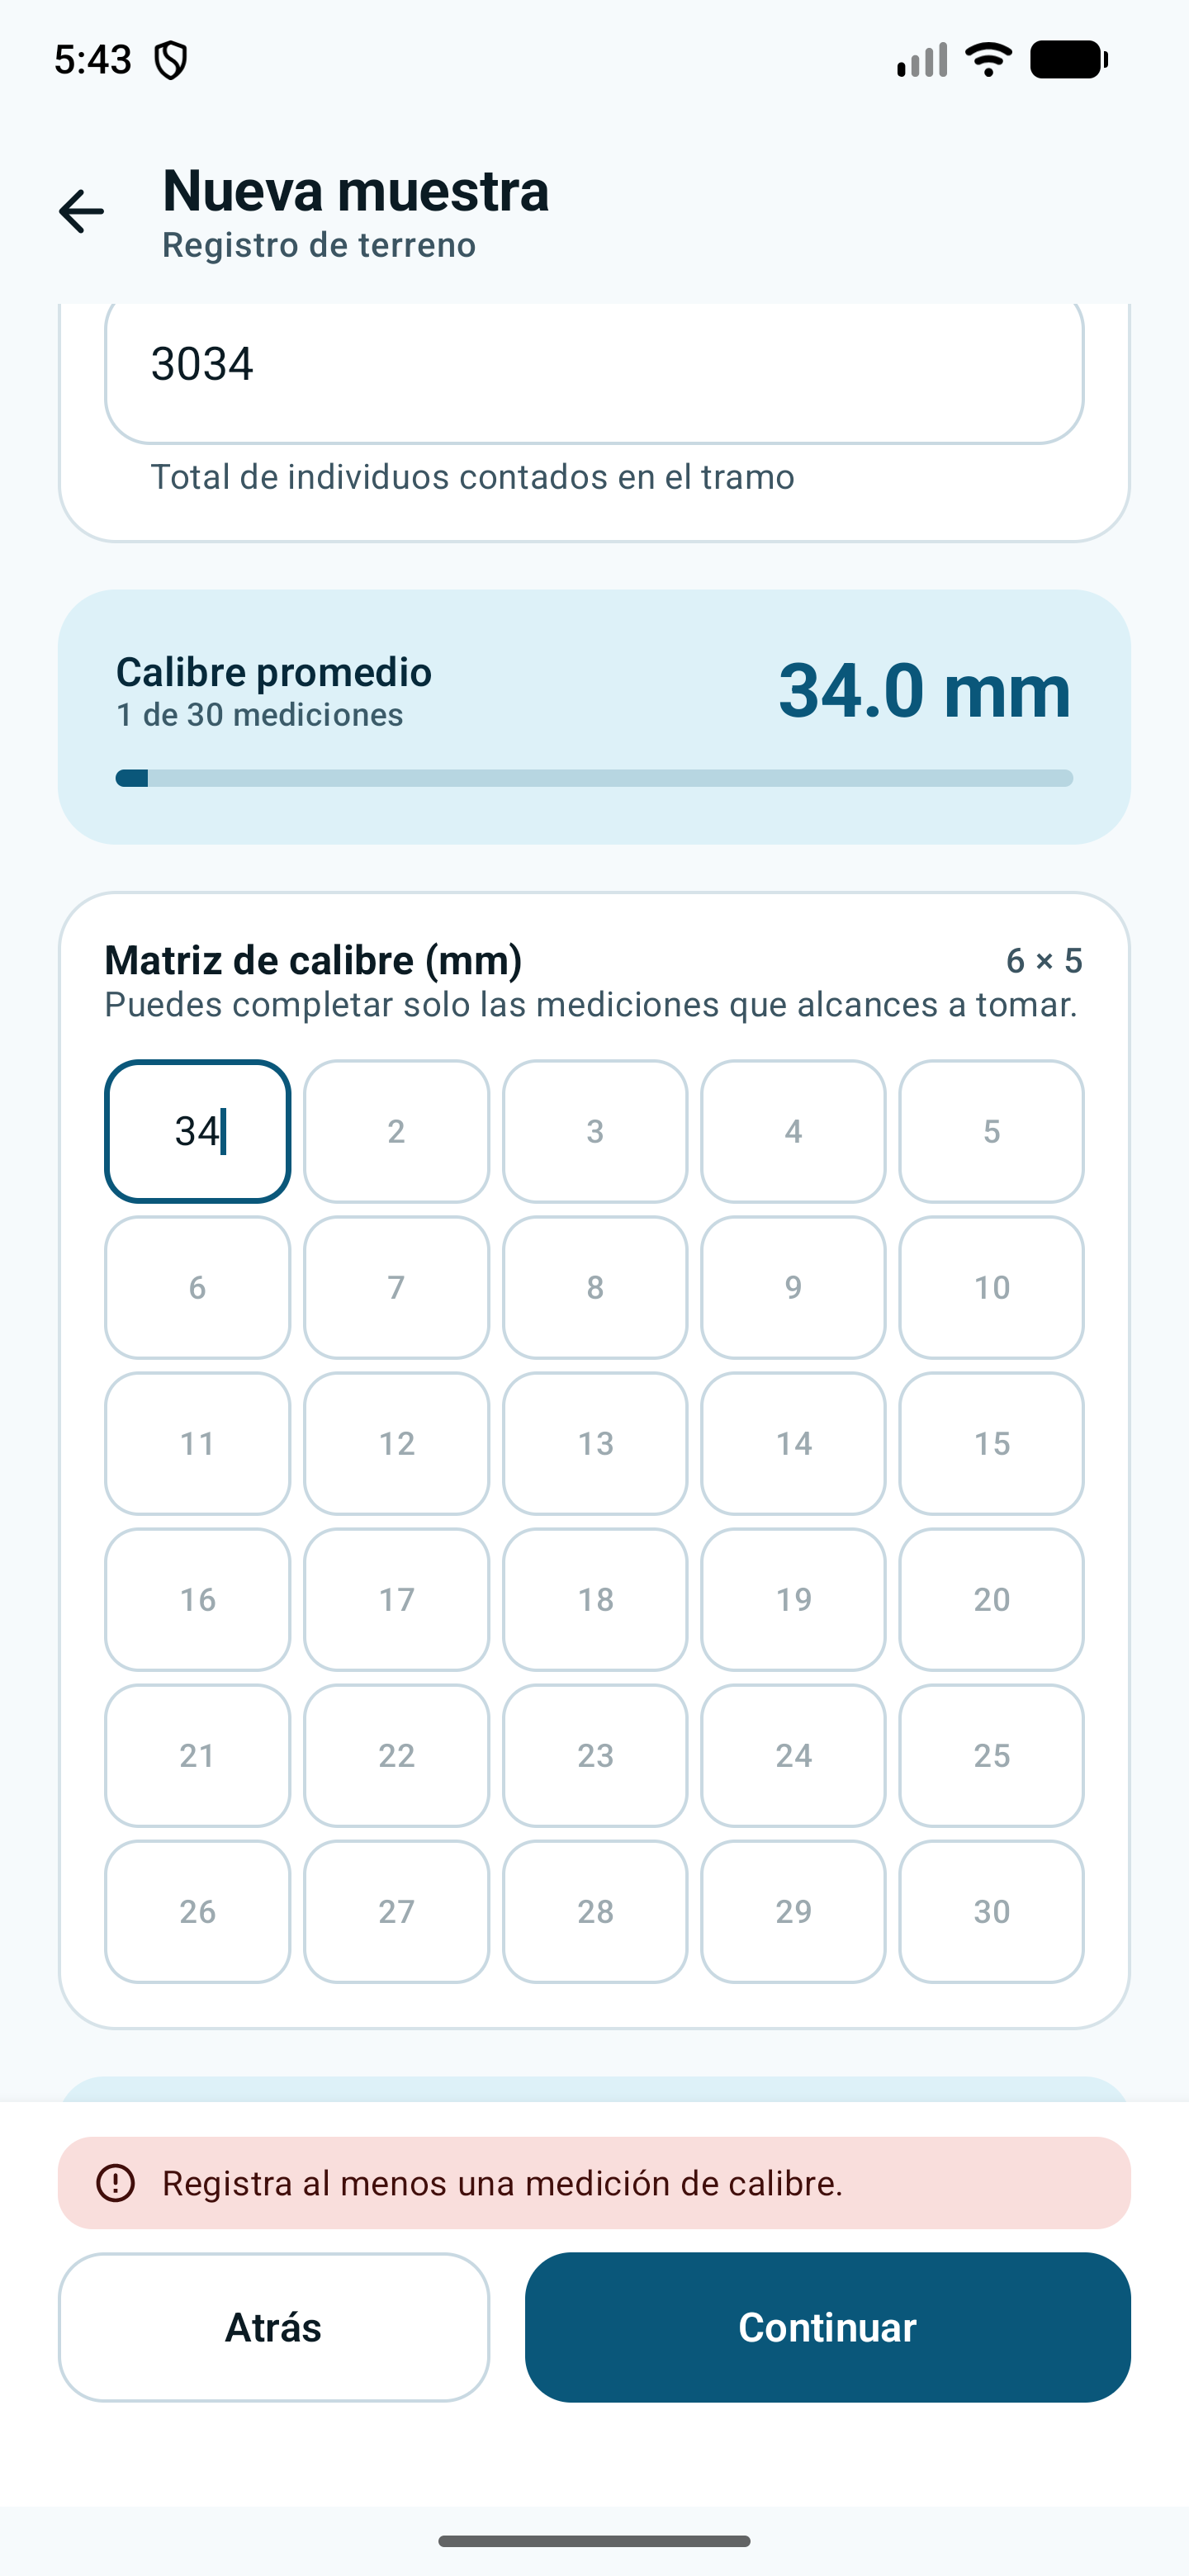 5:43
Nueva muestra
Registro de terreno
3034
Total de individuos contados en el tramo
Calibre promedio
1 de 30 mediciones
34.0 mm
Matriz de calibre (mm)
6 × 5
Puedes completar solo las mediciones que alcances a tomar.
34 2 3 4 5
6 7 8 9 10
11 12 13 14 15
16 17 18 19 20
21 22 23 24 25
26 27 28 29 30
Registra al menos una medición de calibre.
Atrás Continuar